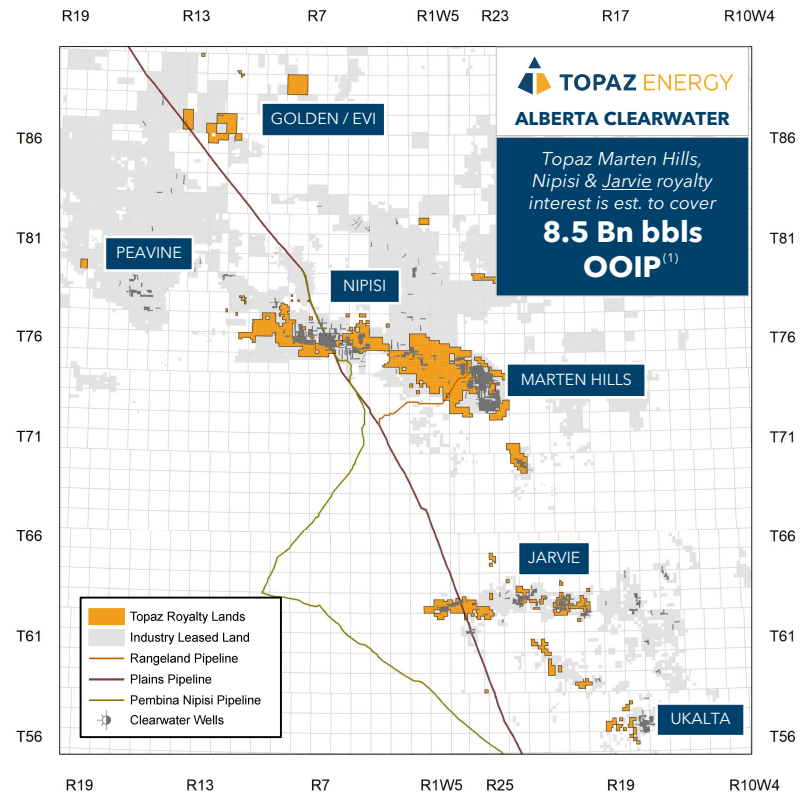 R19 R13 R7 R1W5 R23 R17 R10W4
TOPAZ ENERGY
ALBERTA CLEARWATER
Topaz Marten Hills,
Nipisi & Jarvie royalty
interest is est. to cover
8.5 Bn bbls
OOIP(1)
GOLDEN / EVI
T86 T86
T81 T81
PEAVINE
NIPISI
T76 T76
MARTEN HILLS
T71 T71
T66 T66
JARVIE
Topaz Royalty Lands
Industry Leased Land
Rangeland Pipeline
Plains Pipeline
Pembina Nipisi Pipeline
Clearwater Wells
T61 T61
UKALTA
T56 T56
R19 R13 R7 R1W5 R25 R19 R10W4